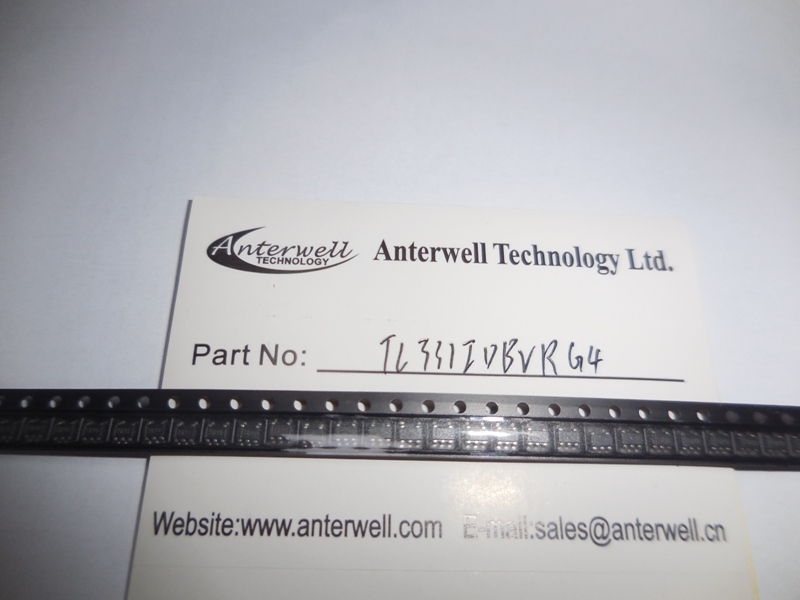 Anterwell
TECHNOLOGY
Anterwell Technology Ltd.
Part No: TL331IDBVRG4
Website:www.anterwell.com E-mail:sales@anterwell.cn